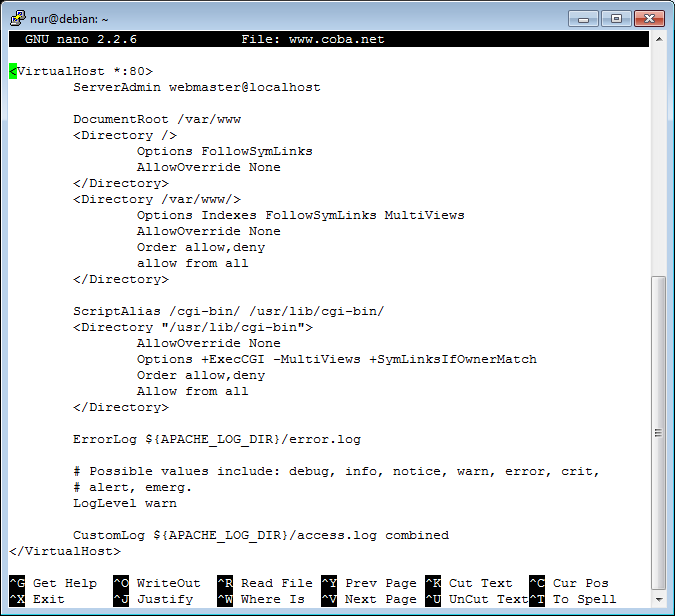 nur@debian: ~
GNU nano 2.2.6 File: www.coba.net
<VirtualHost *:80>
ServerAdmin webmaster@localhost
DocumentRoot /var/www
<Directory />
Options FollowSymLinks
AllowOverride None
</Directory>
<Directory /var/www/>
Options Indexes FollowSymLinks MultiViews
AllowOverride None
Order allow,deny
allow from all
</Directory>
ScriptAlias /cgi-bin/ /usr/lib/cgi-bin/
<Directory "/usr/lib/cgi-bin">
AllowOverride None
Options +ExecCGI -MultiViews +SymLinksIfOwnerMatch
Order allow,deny
Allow from all
</Directory>
ErrorLog ${APACHE_LOG_DIR}/error.log
# Possible values include: debug, info, notice, warn, error, crit,
# alert, emerg.
LogLevel warn
CustomLog ${APACHE_LOG_DIR}/access.log combined
</VirtualHost>
^G Get Help ^O WriteOut ^R Read File ^Y Prev Page ^K Cut Text ^C Cur Pos
^X Exit ^J Justify ^W Where Is ^V Next Page ^U UnCut Text ^T To Spell